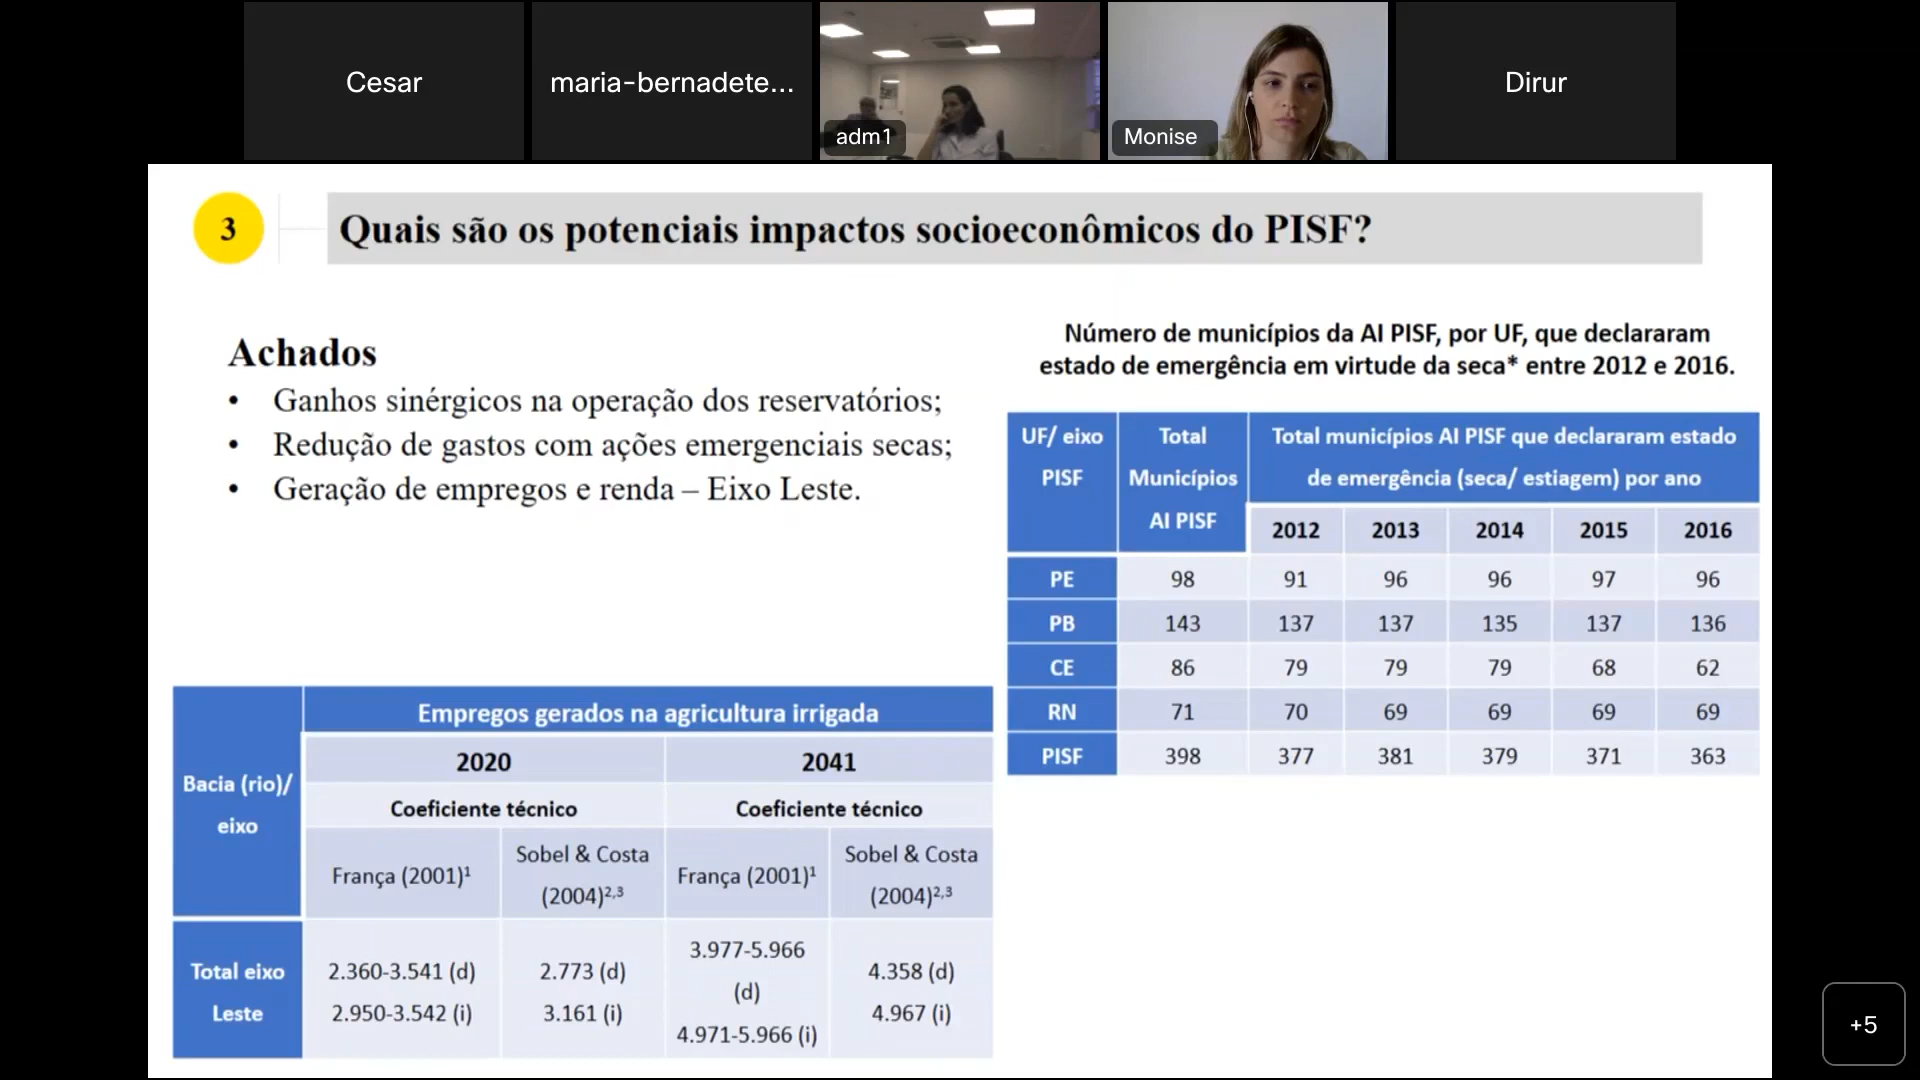 Cesar
maria-bernadete...
adm1
Monise
Dirur
3
Quais são os potenciais impactos socioeconômicos do PISF?
Achados
• Ganhos sinérgicos na operação dos reservatórios;
• Redução de gastos com ações emergenciais secas;
• Geração de empregos e renda – Eixo Leste.
Número de municípios da AI PISF, por UF, que declararam
estado de emergência em virtude da seca* entre 2012 e 2016.
UF/ eixo PISF
Total Municípios AI PISF
Total municípios AI PISF que declararam estado
de emergência (seca/ estiagem) por ano
2012 2013 2014 2015 2016
PE 98 91 96 96 97 96
PB 143 137 137 135 137 136
CE 86 79 79 79 68 62
RN 71 70 69 69 69 69
PISF 398 377 381 379 371 363
Bacia (rio)/
eixo
Empregos gerados na agricultura irrigada
2020 2041
Coeficiente técnico Coeficiente técnico
França (2001)¹
Sobel & Costa
(2004)²,³
França (2001)¹
Sobel & Costa
(2004)²,³
Total eixo
Leste
2.360-3.541 (d)
2.950-3.542 (i)
2.773 (d)
3.161 (i)
3.977-5.966
(d)
4.971-5.966 (i)
4.358 (d)
4.967 (i)
+5